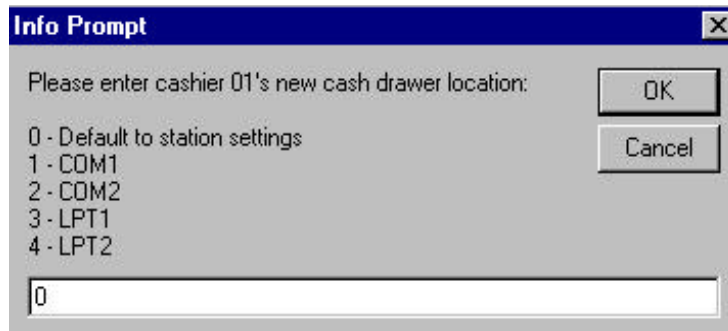 Info Prompt
Please enter cashier 01's new cash drawer location:
OK
0 - Default to station settings
Cancel
1 - COM1
2 - COM2
3 - LPT1
4 - LPT2
0